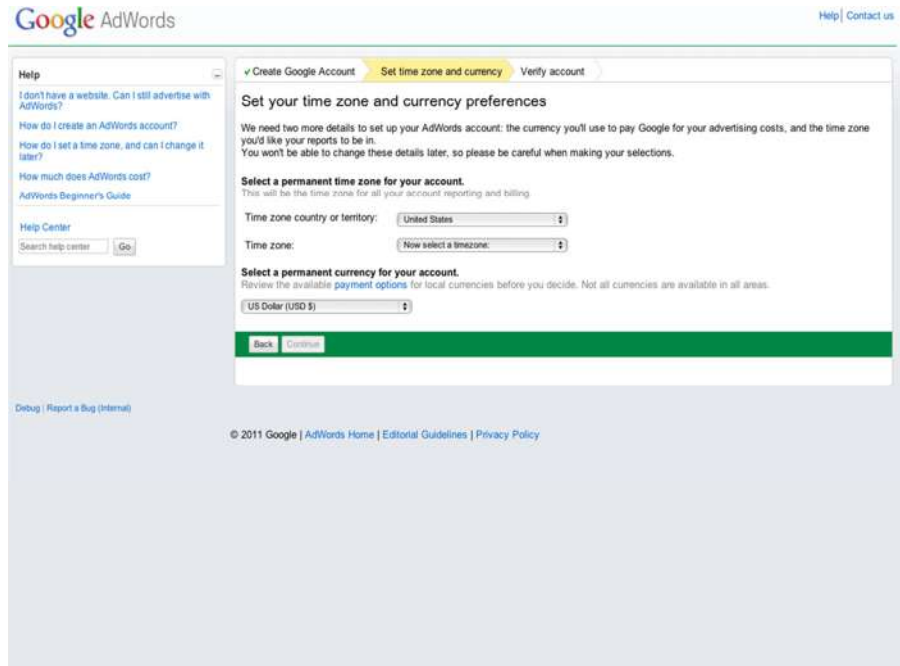 Google AdWords
Help | Contact us
Help
I don't have a website. Can I still advertise with
AdWords?
How do I create an AdWords account?
How do I set a time zone, and can I change it
later?
How much does AdWords cost?
AdWords Beginner's Guide
Help Center
Search help center Go
Create Google Account Set time zone and currency Verify account
Set your time zone and currency preferences
We need two more details to set up your AdWords account: the currency you'll use to pay Google for your advertising costs, and the time zone
you'd like your reports to be in.
You won't be able to change these details later, so please be careful when making your selections.
Select a permanent time zone for your account.
This will be the time zone for all your account reporting and billing.
Time zone country or territory: United States
Time zone: Now select a timezone:
Select a permanent currency for your account.
Review the available payment options for local currencies before you decide. Not all currencies are available in all areas.
US Dollar (USD $)
Back Continue
Debug | Report a Bug (Internal)
© 2011 Google | AdWords Home | Editorial Guidelines | Privacy Policy